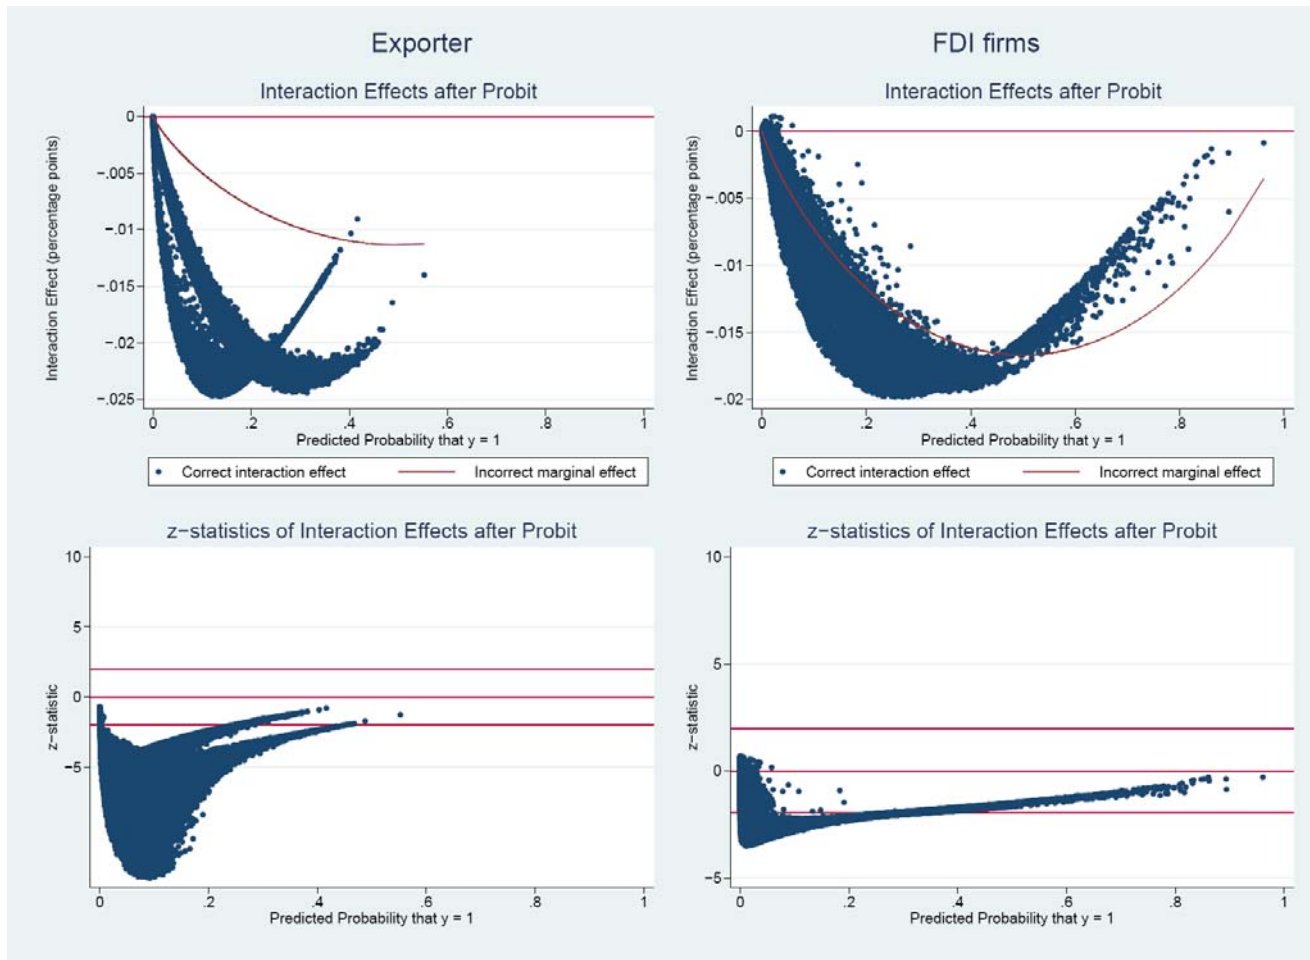 Exporter
FDI firms
Interaction Effects after Probit
Interaction Effect (percentage points)
0
−.005
−.01
−.015
−.02
−.025
0
.2
.4
.6
.8
1
Predicted Probability that y = 1
Correct interaction effect
Incorrect marginal effect
Interaction Effects after Probit
Interaction Effect (percentage points)
0
−.005
−.01
−.015
−.02
0
.2
.4
.6
.8
1
Predicted Probability that y = 1
Correct interaction effect
Incorrect marginal effect
z−statistics of Interaction Effects after Probit
z−statistic
10
5
0
−5
0
.2
.4
.6
.8
1
Predicted Probability that y = 1
z−statistics of Interaction Effects after Probit
z−statistic
10
5
0
−5
0
.2
.4
.6
.8
1
Predicted Probability that y = 1